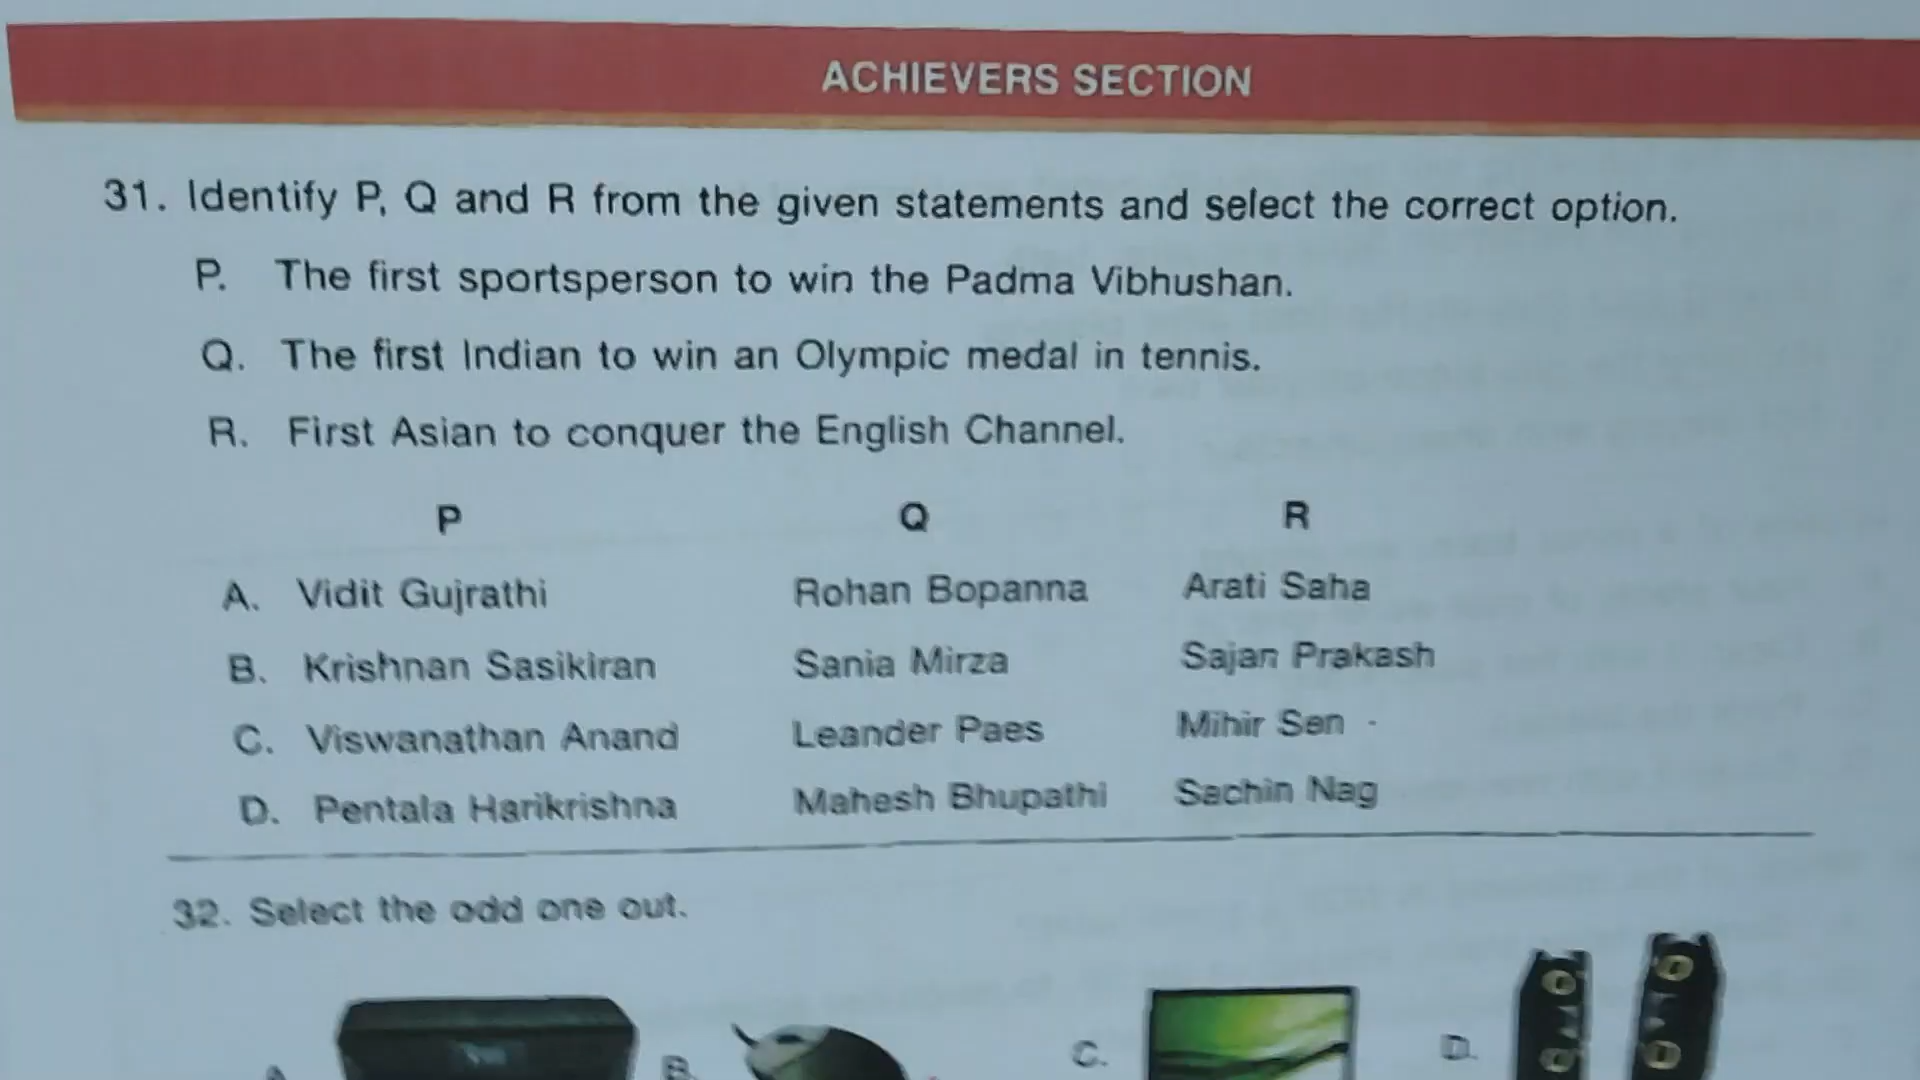 ACHIEVERS SECTION
31. Identify P, Q and R from the given statements and select the correct option.
P. The first sportsperson to win the Padma Vibhushan.
Q. The first Indian to win an Olympic medal in tennis.
R. First Asian to conquer the English Channel.
P Q R
A. Vidit Gujrathi Rohan Bopanna Arati Saha
B. Krishnan Sasikiran Sania Mirza Sajan Prakash
C. Viswanathan Anand Leander Paes Mihir Sen
D. Pentala Harikrishna Mahesh Bhupathi Sachin Nag
32. Select the odd one out.
A. B. C. D.